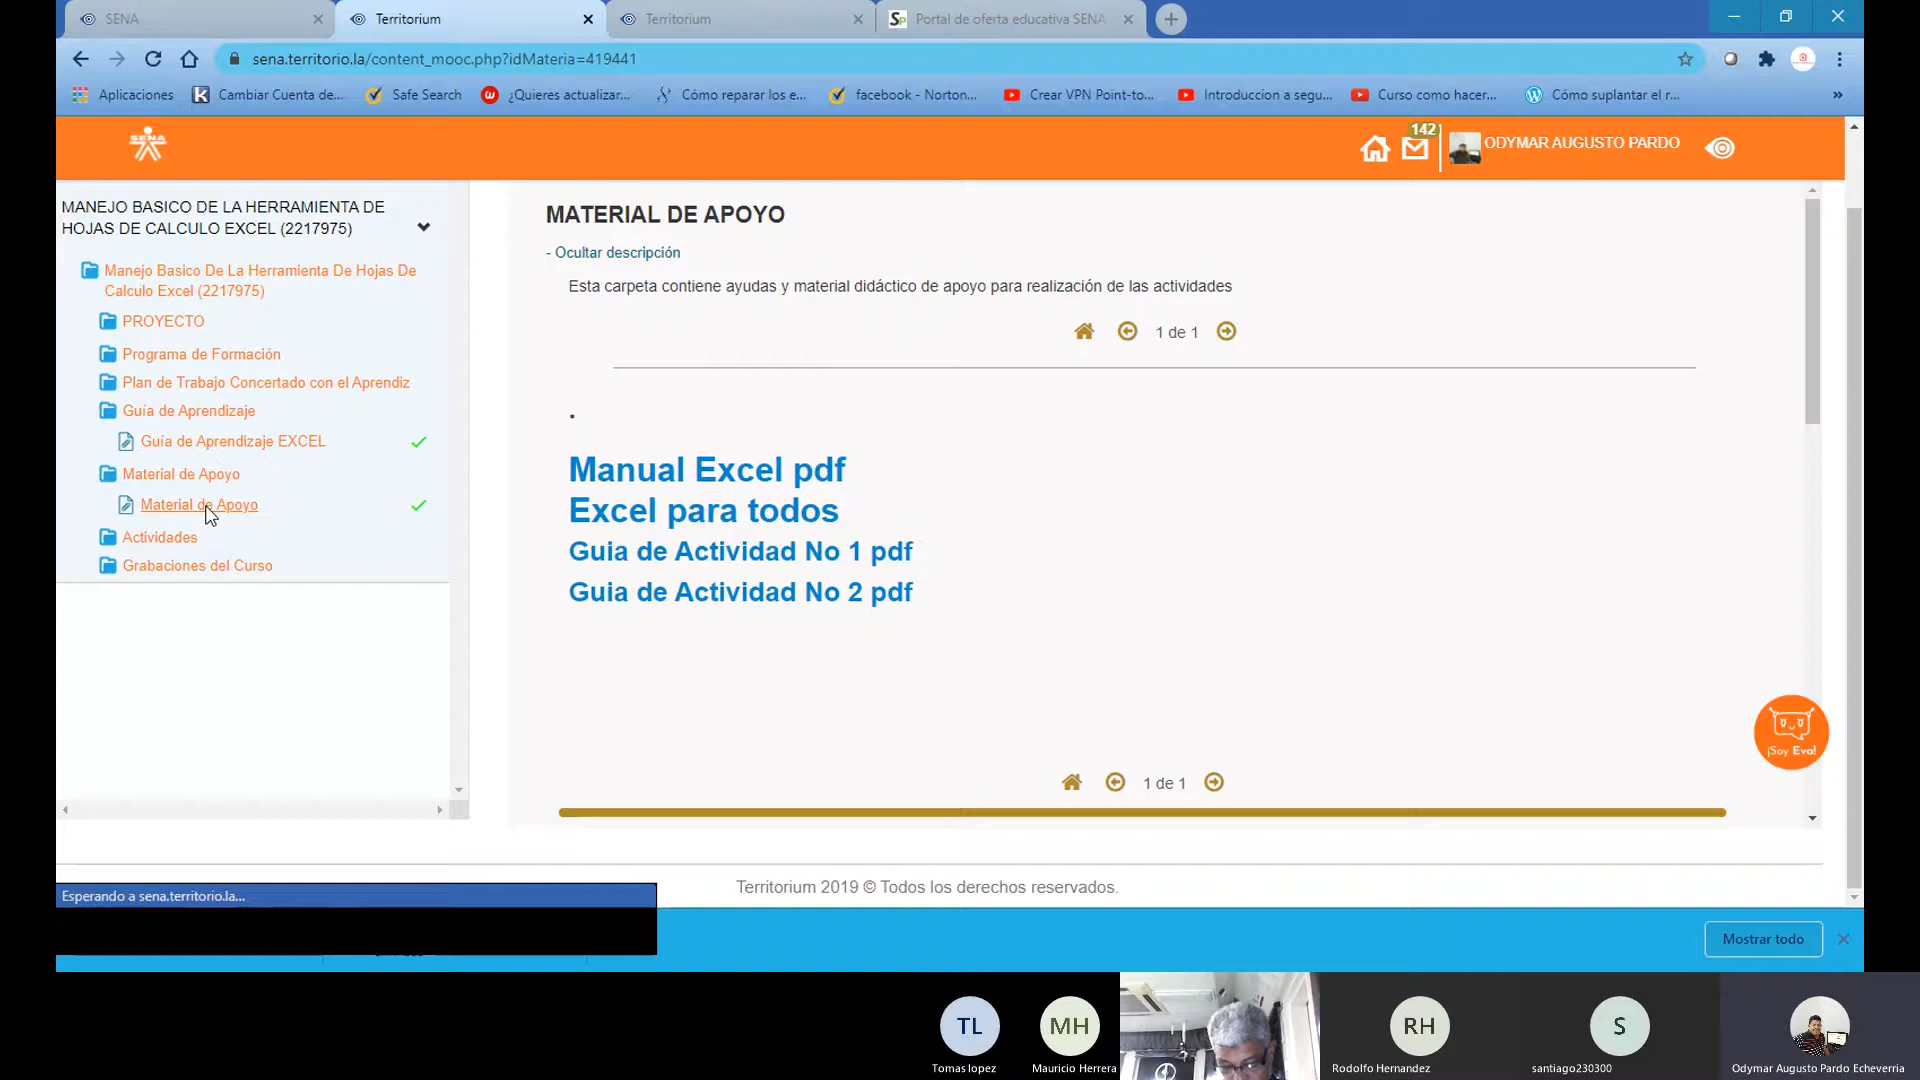 SENA
Territorium
Territorium
Portal de oferta educativa SENA
sena.territorio.la/content_mooc.php?idMateria=419441
Aplicaciones
Cambiar Cuenta de...
Safe Search
¿Quieres actualizar...
Cómo reparar los e...
facebook - Norton...
Crear VPN Point-to...
Introduccion a segu...
Curso como hacer...
Cómo suplantar el r...
»
SENA
142
ODYMAR AUGUSTO PARDO
MANEJO BASICO DE LA HERRAMIENTA DE
HOJAS DE CALCULO EXCEL (2217975)
Manejo Basico De La Herramienta De Hojas De
Calculo Excel (2217975)
PROYECTO
Programa de Formación
Plan de Trabajo Concertado con el Aprendiz
Guía de Aprendizaje
Guía de Aprendizaje EXCEL
Material de Apoyo
Material de Apoyo
Actividades
Grabaciones del Curso
MATERIAL DE APOYO
- Ocultar descripción
Esta carpeta contiene ayudas y material didáctico de apoyo para realización de las actividades
1 de 1
.
Manual Excel pdf
Excel para todos
Guia de Actividad No 1 pdf
Guia de Actividad No 2 pdf
¡Soy Eva!
1 de 1
Territorium 2019 © Todos los derechos reservados.
Esperando a sena.territorio.la...
Mostrar todo
TL
MH
RH
S
Tomas lopez
Mauricio Herrera
Rodolfo Hernandez
santiago230300
Odymar Augusto Pardo Echeverria